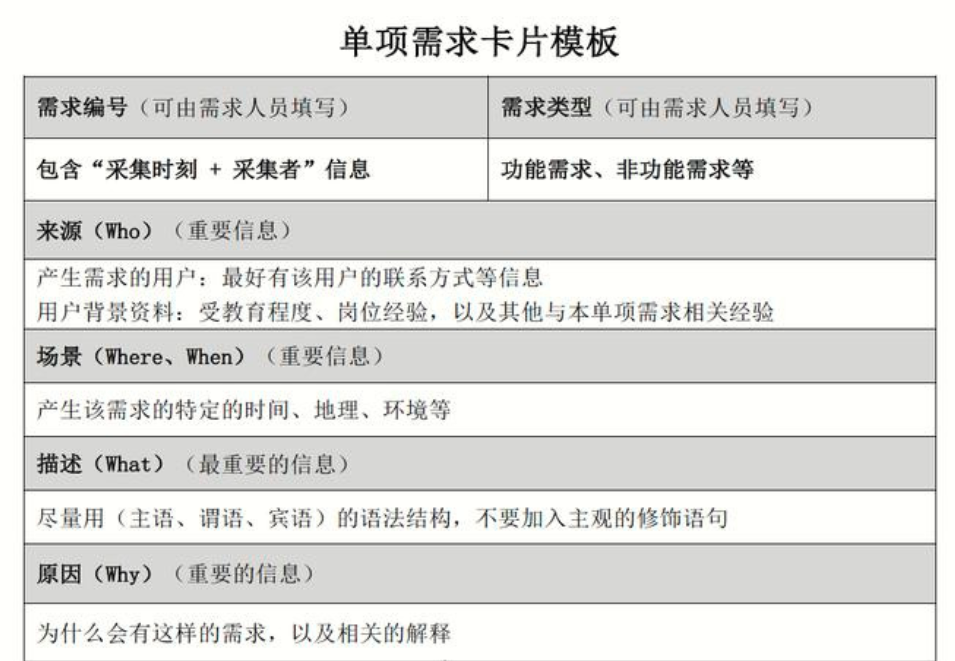 单项需求卡片模板
需求编号（可由需求人员填写）
需求类型（可由需求人员填写）
包含“采集时刻 + 采集者”信息
功能需求、非功能需求等
来源（Who）（重要信息）
产生需求的用户：最好有该用户的联系方式等信息
用户背景资料：受教育程度、岗位经验，以及其他与本单项需求相关经验
场景（Where、When）（重要信息）
产生该需求的特定的时间、地理、环境等
描述（What）（最重要的信息）
尽量用（主语、谓语、宾语）的语法结构，不要加入主观的修饰语句
原因（Why）（重要的信息）
为什么会有这样的需求，以及相关的解释